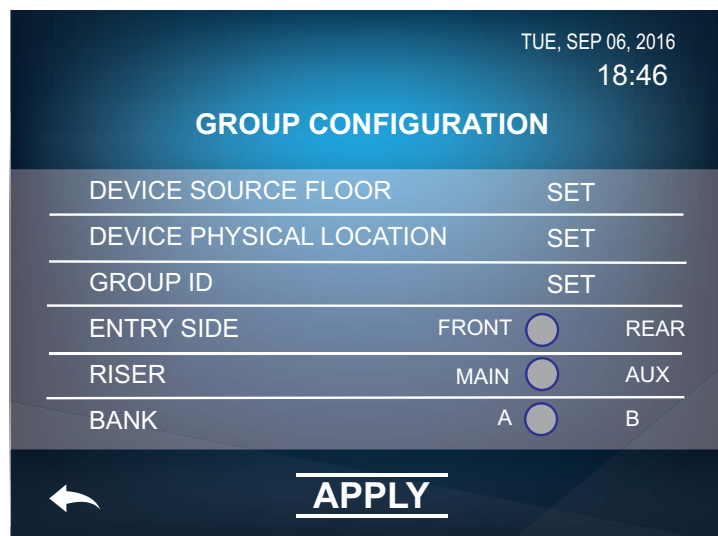 TUE, SEP 06, 2016
18:46
GROUP CONFIGURATION
DEVICE SOURCE FLOOR SET
DEVICE PHYSICAL LOCATION SET
GROUP ID SET
ENTRY SIDE FRONT REAR
RISER MAIN AUX
BANK A B
APPLY